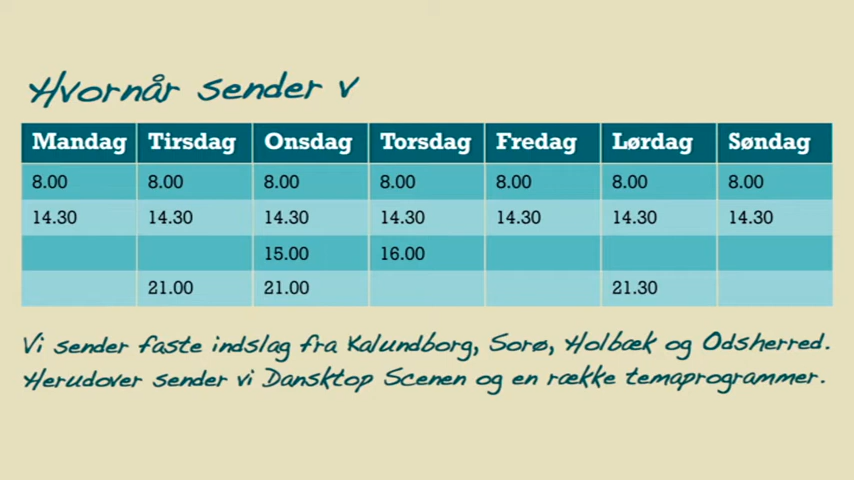 Hvornår sender v
Mandag Tirsdag Onsdag Torsdag Fredag Lørdag Søndag
8.00 8.00 8.00 8.00 8.00 8.00 8.00
14.30 14.30 14.30 14.30 14.30 14.30 14.30
15.00 16.00
21.00 21.00 21.30
Vi sender faste indslag fra Kalundborg, Sorø, Holbæk og Odsherred.
Herudover sender vi Dansktop Scenen og en række temaprogrammer.